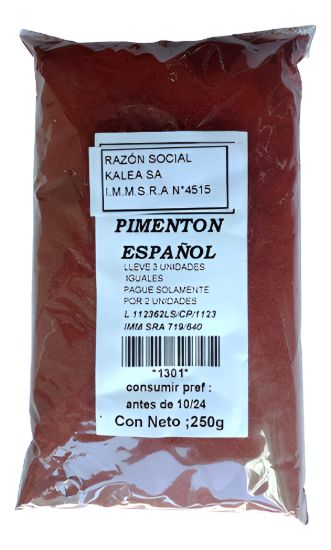 RAZÓN SOCIAL
KALEA SA
I.M.M.S.R.A N°4515
PIMENTON
ESPAÑOL
LLEVE 3 UNIDADES
IGUALES
PAGUE SOLAMENTE
POR 2 UNIDADES
L 112362LS/CP/1123
IMM SRA 719/640
*1301*
consumir pref :
antes de 10/24
Con Neto ;250g